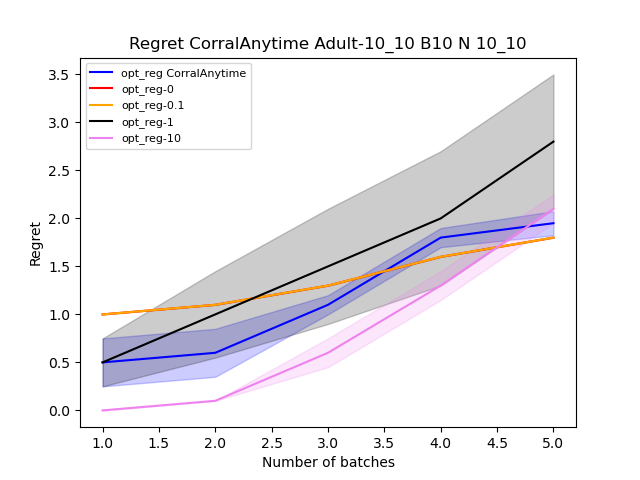 Regret CorralAnytime Adult-10_10 B10 N 10_10
opt_reg CorralAnytime
opt_reg-0
opt_reg-0.1
opt_reg-1
opt_reg-10
Regret
3.5
3.0
2.5
2.0
1.5
1.0
0.5
0.0
1.0 1.5 2.0 2.5 3.0 3.5 4.0 4.5 5.0
Number of batches